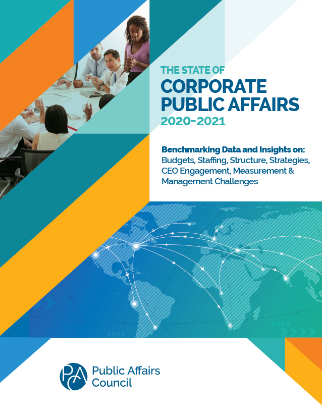 THE STATE OF
CORPORATE
PUBLIC AFFAIRS
2020–2021
Benchmarking Data and Insights on:
Budgets, Staffing, Structure, Strategies,
CEO Engagement, Measurement &
Management Challenges
PAC
Public Affairs
Council